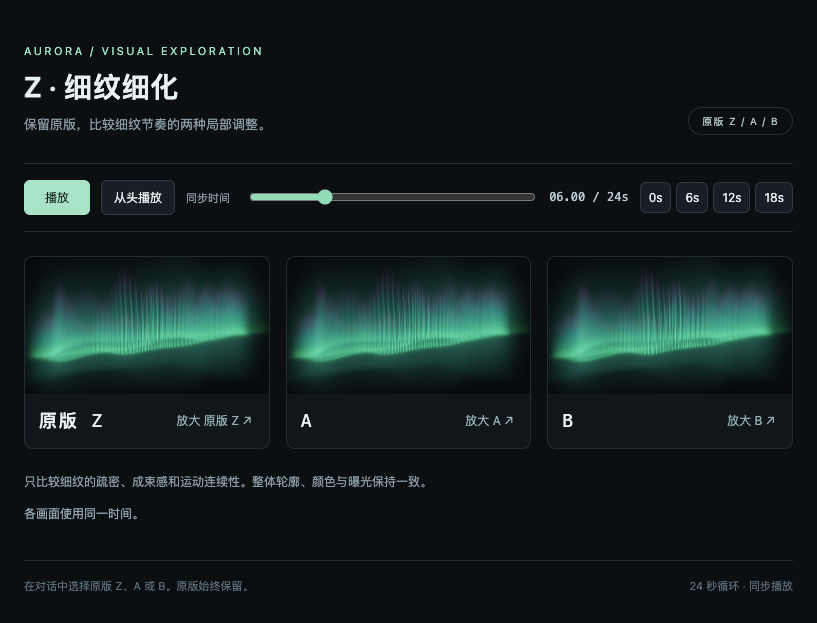 AURORA / VISUAL EXPLORATION
Z · 细纹细化
保留原版，比较细纹节奏的两种局部调整。
原版 Z / A / B
播放
从头播放
同步时间
06.00 / 24s
0s
6s
12s
18s
原版 Z
放大 原版 Z ↗
A
放大 A ↗
B
放大 B ↗
只比较细纹的疏密、成束感和运动连续性。整体轮廓、颜色与曝光保持一致。
各画面使用同一时间。
在对话中选择原版 Z、A 或 B。原版始终保留。
24 秒循环 · 同步播放